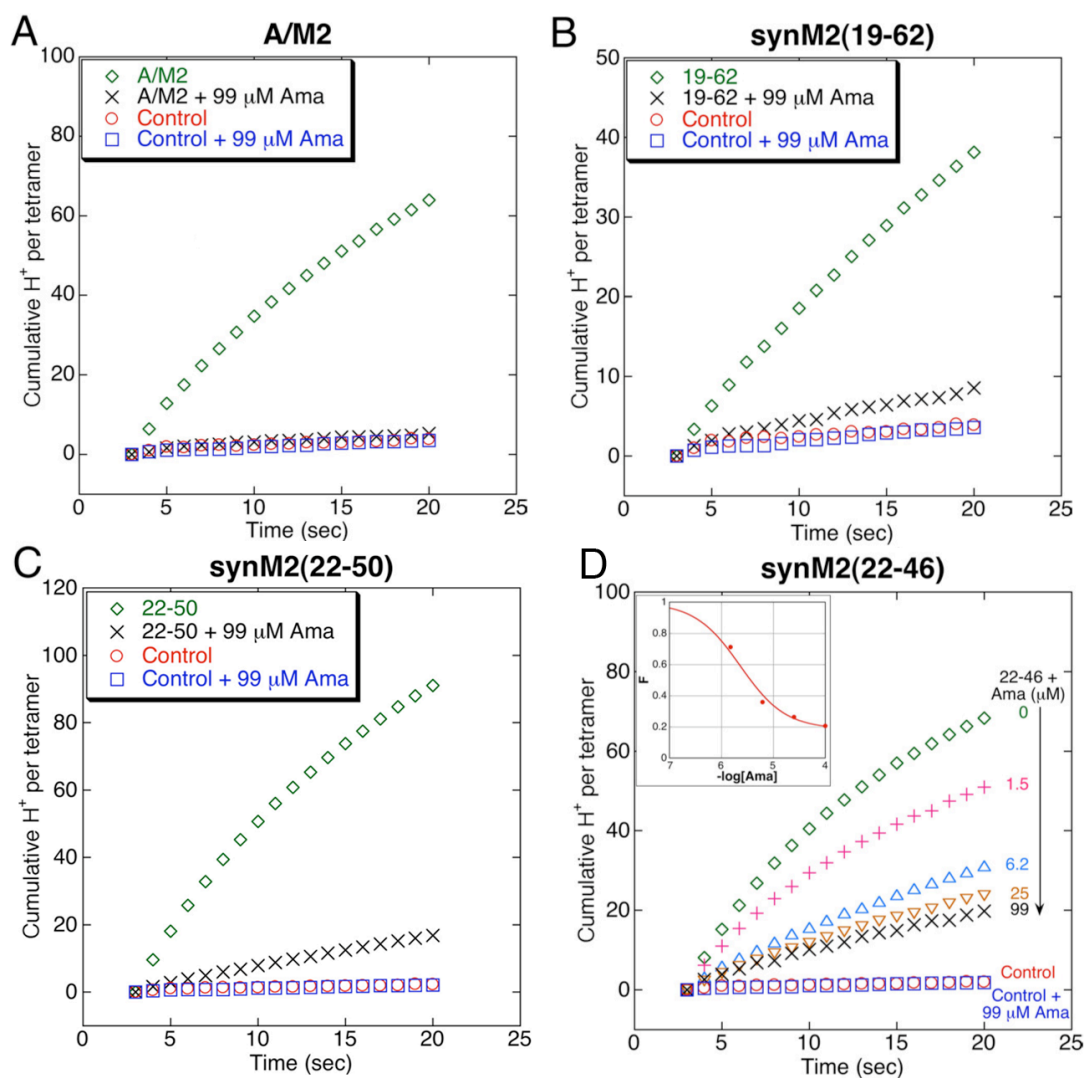 A
A/M2
100
80
60
40
20
0
Cumulative H⁺ per tetramer
◇ A/M2
× A/M2 + 99 μM Ama
○ Control
□ Control + 99 μM Ama
0 5 10 15 20 25
Time (sec)
B
synM2(19-62)
50
40
30
20
10
0
Cumulative H⁺ per tetramer
◇ 19-62
× 19-62 + 99 μM Ama
○ Control
□ Control + 99 μM Ama
0 5 10 15 20 25
Time (sec)
C
synM2(22-50)
120
100
80
60
40
20
0
Cumulative H⁺ per tetramer
◇ 22-50
× 22-50 + 99 μM Ama
○ Control
□ Control + 99 μM Ama
0 5 10 15 20 25
Time (sec)
D
synM2(22-46)
100
80
60
40
20
0
Cumulative H⁺ per tetramer
1
0.8
0.6
0.4
0.2
0
F
7 6 5 4
-log[Ama]
22-46 +
Ama (μM)
0
1.5
6.2
25
99
Control
Control +
99 μM Ama
0 5 10 15 20 25
Time (sec)